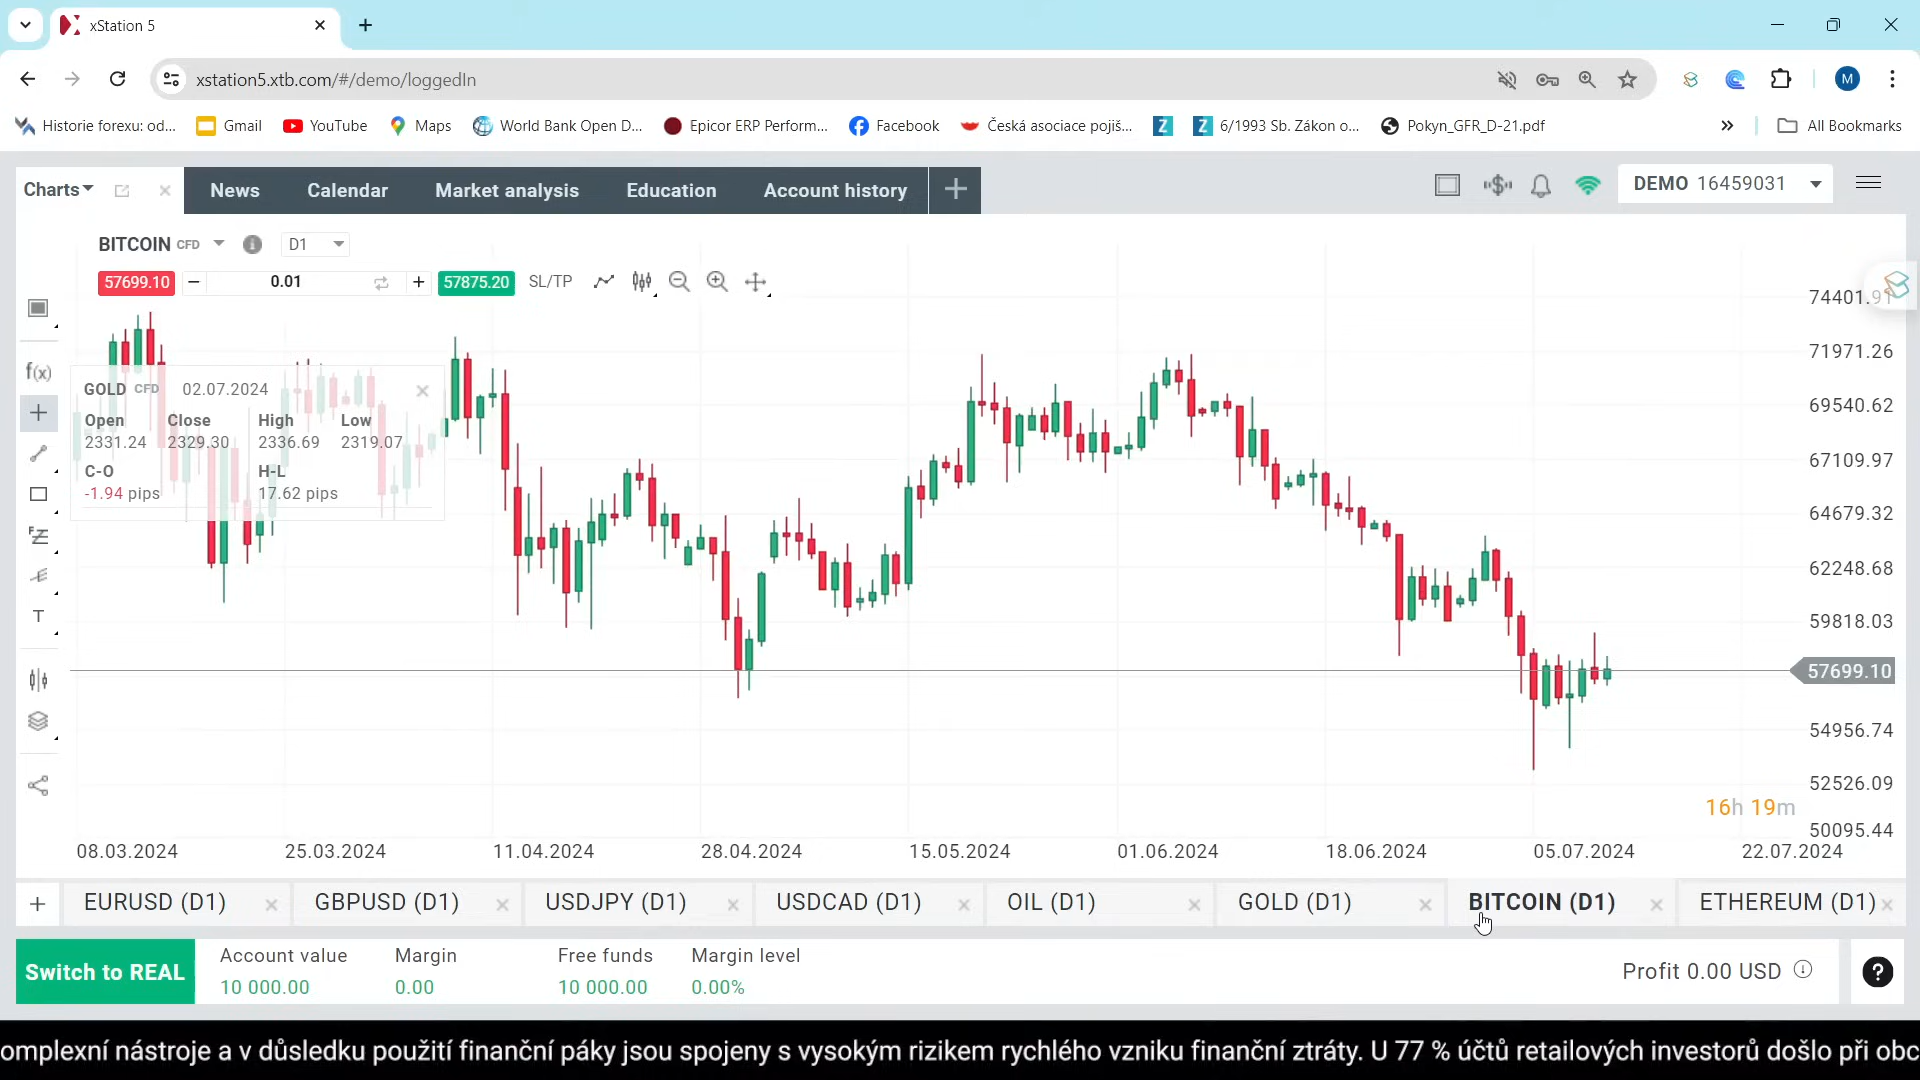 xStation 5
xstation5.xtb.com/#/demo/loggedIn
M
Historie forexu: od...
Gmail
YouTube
Maps
World Bank Open D...
Epicor ERP Perform...
Facebook
Česká asociace pojiš...
Z
Z 6/1993 Sb. Zákon o...
Pokyn_GFR_D-21.pdf
All Bookmarks
Charts
News
Calendar
Market analysis
Education
Account history
DEMO 16459031
BITCOIN CFD
D1
57699.10
0.01
57875.20
SL/TP
f(x)
T
GOLD CFD 02.07.2024
Open Close High Low
2331.24 2329.30 2336.69 2319.07
C-O H-L
-1.94 pips 17.62 pips
74401.91
71971.26
69540.62
67109.97
64679.32
62248.68
59818.03
57699.10
54956.74
52526.09
16h 19m
50095.44
08.03.2024 25.03.2024 11.04.2024 28.04.2024 15.05.2024 01.06.2024 18.06.2024 05.07.2024 22.07.2024
EURUSD (D1)
GBPUSD (D1)
USDJPY (D1)
USDCAD (D1)
OIL (D1)
GOLD (D1)
BITCOIN (D1)
ETHEREUM (D1)
Switch to REAL
Account value Margin Free funds Margin level
10 000.00 0.00 10 000.00 0.00%
Profit 0.00 USD
?
omplexní nástroje a v důsledku použití finanční páky jsou spojeny s vysokým rizikem rychlého vzniku finanční ztráty. U 77 % účtů retailových investorů došlo při obc